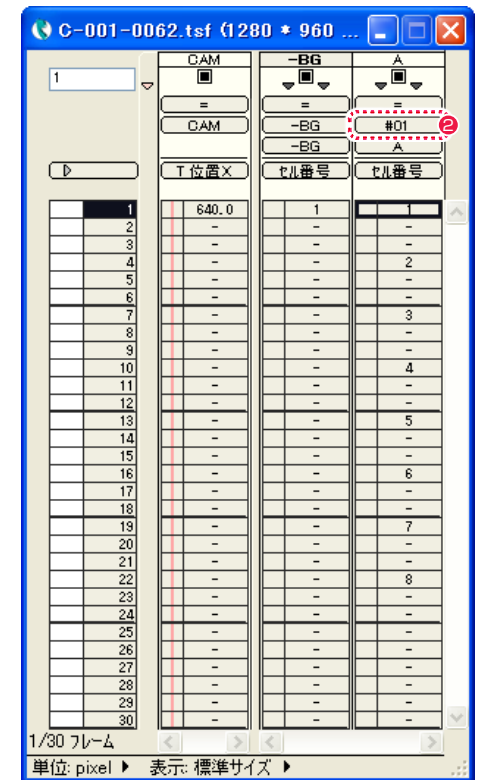 C-001-0062.tsf (1280 * 960 ...
CAM -BG A
1
= = =
CAM -BG #01 2
-BG A
T 位置X セル番号 セル番号
1 640.0 1 1
2 - - -
3 - - -
4 - - 2
5 - - -
6 - - -
7 - - 3
8 - - -
9 - - -
10 - - 4
11 - - -
12 - - -
13 - - 5
14 - - -
15 - - -
16 - - 6
17 - - -
18 - - -
19 - - 7
20 - - -
21 - - -
22 - - 8
23 - - -
24 - - -
25 - - -
26 - - -
27 - - -
28 - - -
29 - - -
30 - - -
1/30 フレーム
単位: pixel 表示: 標準サイズ